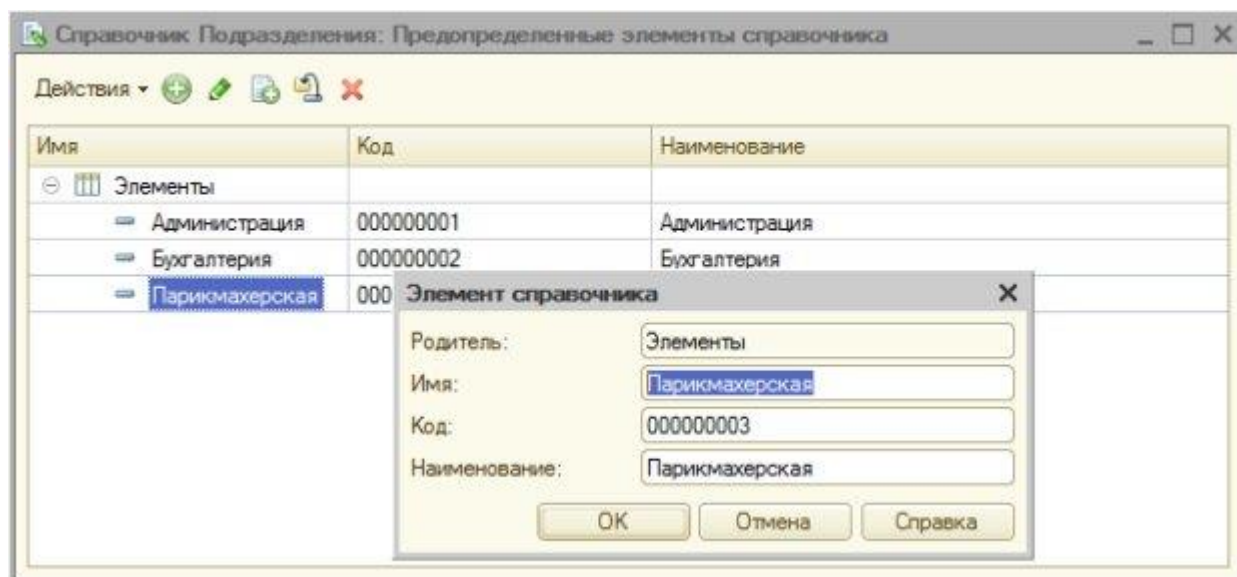 Справочник Подразделения: Предопределенные элементы справочника
Действия
Имя Код Наименование
Элементы
Администрация 000000001 Администрация
Бухгалтерия 000000002 Бухгалтерия
Парикмахерская 000
Элемент справочника
Родитель: Элементы
Имя: Парикмахерская
Код: 000000003
Наименование: Парикмахерская
OK Отмена Справка